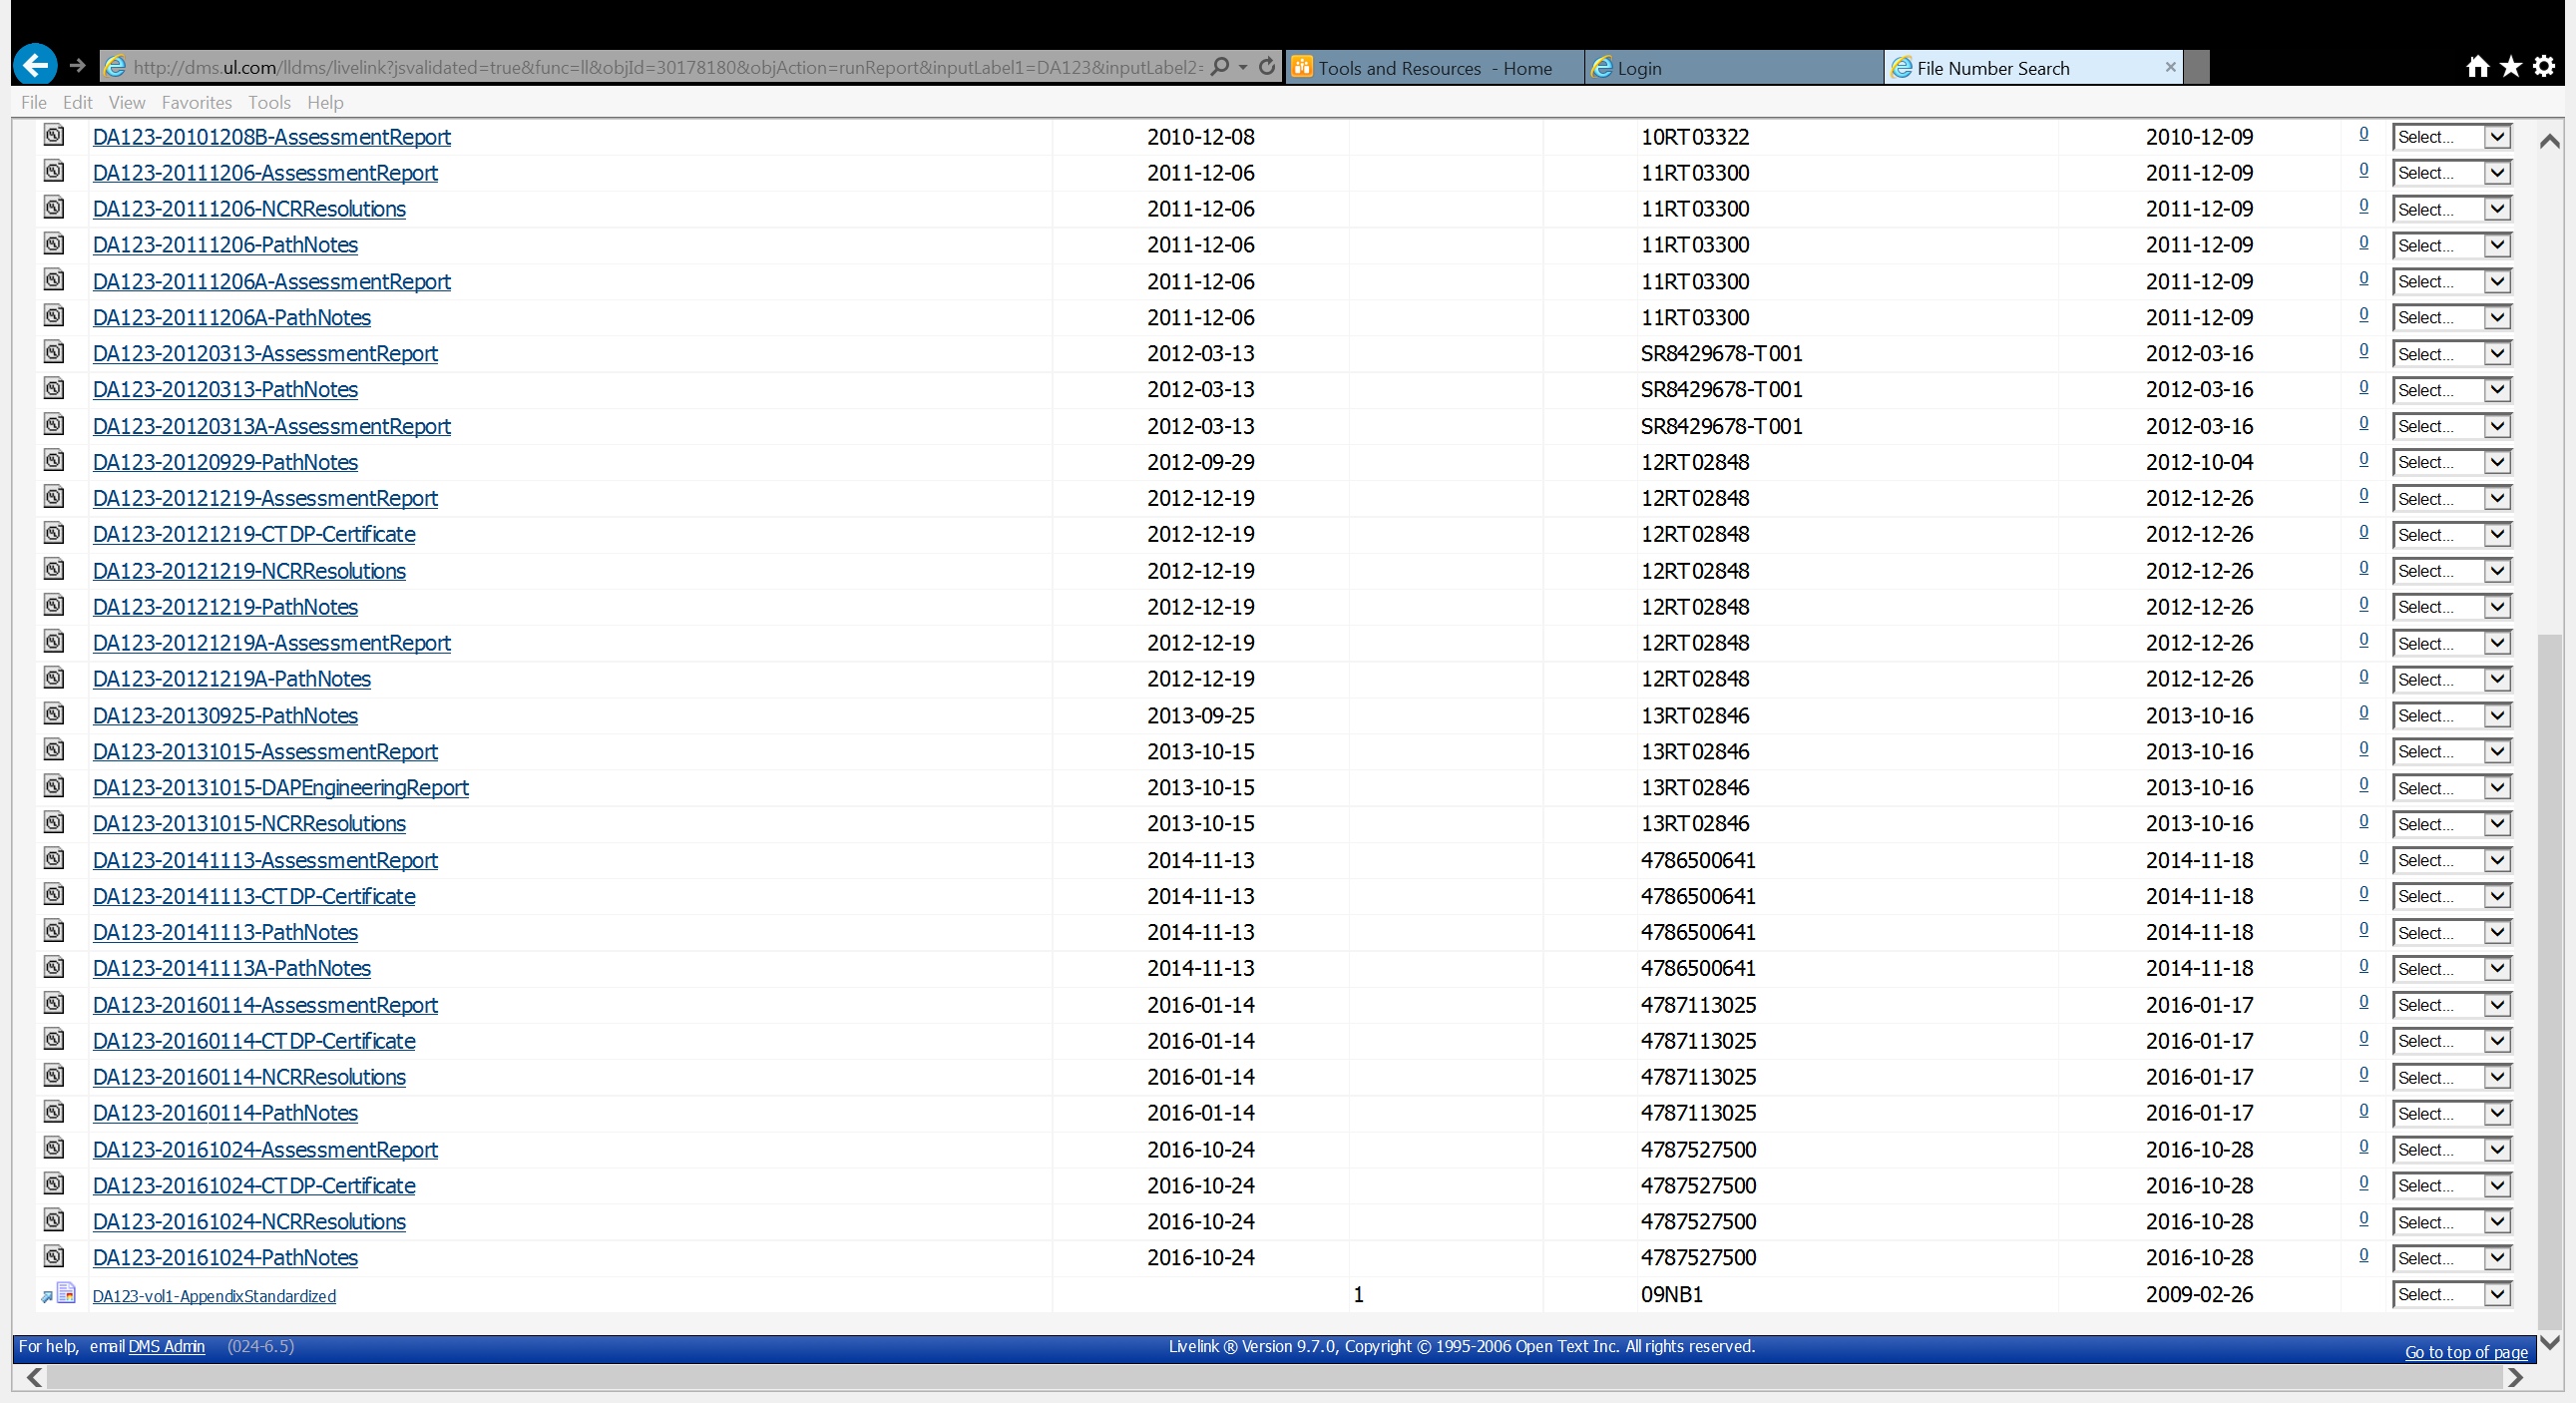 http://dms.ul.com/lldms/livelink?jsvalidated=true&func=ll&objId=30178180&objAction=runReport&inputLabel1=DA123&inputLabel2= Tools and Resources - Home Login File Number Search
File Edit View Favorites Tools Help
DA123-20101208B-AssessmentReport 2010-12-08 10RT03322 2010-12-09 0 Select...
DA123-20111206-AssessmentReport 2011-12-06 11RT03300 2011-12-09 0 Select...
DA123-20111206-NCRResolutions 2011-12-06 11RT03300 2011-12-09 0 Select...
DA123-20111206-PathNotes 2011-12-06 11RT03300 2011-12-09 0 Select...
DA123-20111206A-AssessmentReport 2011-12-06 11RT03300 2011-12-09 0 Select...
DA123-20111206A-PathNotes 2011-12-06 11RT03300 2011-12-09 0 Select...
DA123-20120313-AssessmentReport 2012-03-13 SR8429678-T001 2012-03-16 0 Select...
DA123-20120313-PathNotes 2012-03-13 SR8429678-T001 2012-03-16 0 Select...
DA123-20120313A-AssessmentReport 2012-03-13 SR8429678-T001 2012-03-16 0 Select...
DA123-20120929-PathNotes 2012-09-29 12RT02848 2012-10-04 0 Select...
DA123-20121219-AssessmentReport 2012-12-19 12RT02848 2012-12-26 0 Select...
DA123-20121219-CTDP-Certificate 2012-12-19 12RT02848 2012-12-26 0 Select...
DA123-20121219-NCRResolutions 2012-12-19 12RT02848 2012-12-26 0 Select...
DA123-20121219-PathNotes 2012-12-19 12RT02848 2012-12-26 0 Select...
DA123-20121219A-AssessmentReport 2012-12-19 12RT02848 2012-12-26 0 Select...
DA123-20121219A-PathNotes 2012-12-19 12RT02848 2012-12-26 0 Select...
DA123-20130925-PathNotes 2013-09-25 13RT02846 2013-10-16 0 Select...
DA123-20131015-AssessmentReport 2013-10-15 13RT02846 2013-10-16 0 Select...
DA123-20131015-DAPEngineeringReport 2013-10-15 13RT02846 2013-10-16 0 Select...
DA123-20131015-NCRResolutions 2013-10-15 13RT02846 2013-10-16 0 Select...
DA123-20141113-AssessmentReport 2014-11-13 4786500641 2014-11-18 0 Select...
DA123-20141113-CTDP-Certificate 2014-11-13 4786500641 2014-11-18 0 Select...
DA123-20141113-PathNotes 2014-11-13 4786500641 2014-11-18 0 Select...
DA123-20141113A-PathNotes 2014-11-13 4786500641 2014-11-18 0 Select...
DA123-20160114-AssessmentReport 2016-01-14 4787113025 2016-01-17 0 Select...
DA123-20160114-CTDP-Certificate 2016-01-14 4787113025 2016-01-17 0 Select...
DA123-20160114-NCRResolutions 2016-01-14 4787113025 2016-01-17 0 Select...
DA123-20160114-PathNotes 2016-01-14 4787113025 2016-01-17 0 Select...
DA123-20161024-AssessmentReport 2016-10-24 4787527500 2016-10-28 0 Select...
DA123-20161024-CTDP-Certificate 2016-10-24 4787527500 2016-10-28 0 Select...
DA123-20161024-NCRResolutions 2016-10-24 4787527500 2016-10-28 0 Select...
DA123-20161024-PathNotes 2016-10-24 4787527500 2016-10-28 0 Select...
DA123-vol1-AppendixStandardized 1 09NB1 2009-02-26 Select...
For help, email DMS Admin (024-6.5) Livelink ® Version 9.7.0, Copyright © 1995-2006 Open Text Inc. All rights reserved.
Go to top of page